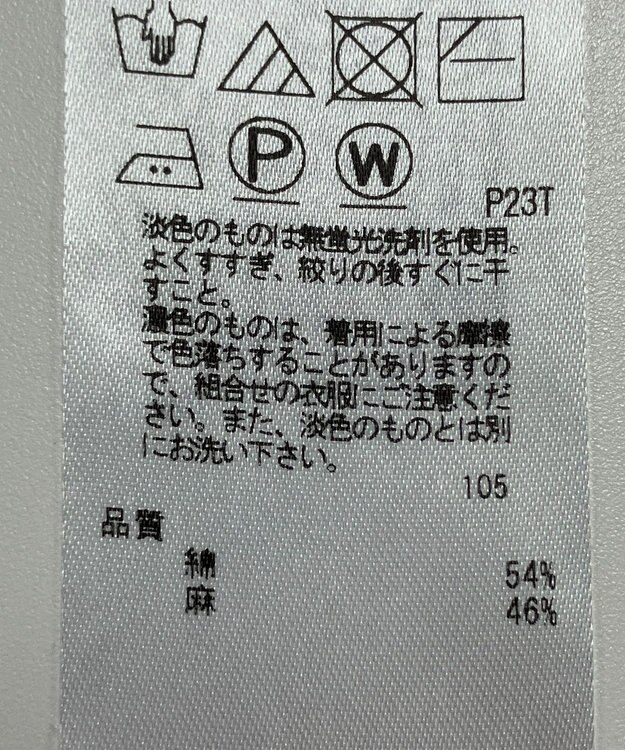 P W
P23T
淡色のものは無蛍光洗剤を使用。
よくすすぎ、絞りの後すぐに干
すこと。
濃色のものは、着用による摩擦
で色落ちすることがありますの
で、組合せの衣服にご注意くだ
さい。また、淡色のものとは別
にお洗い下さい。
105
品質
綿 54%
麻 46%